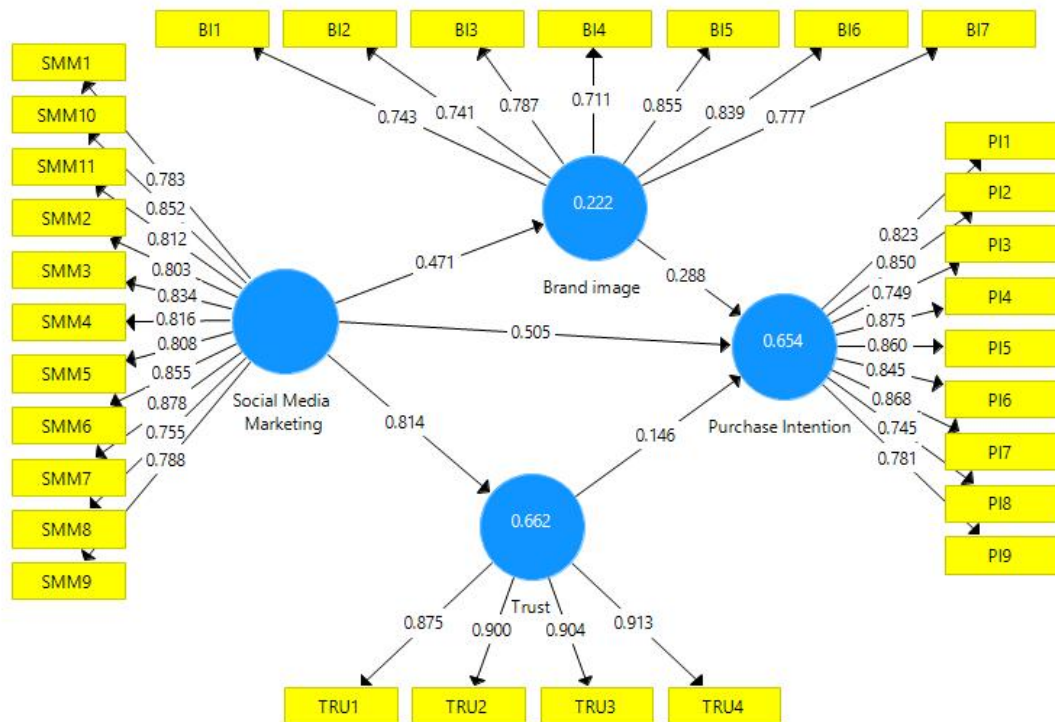 BI1
BI2
BI3
BI4
BI5
BI6
BI7
SMM1
SMM10
SMM11
SMM2
SMM3
SMM4
SMM5
SMM6
SMM7
SMM8
SMM9
0.743
0.741
0.787
0.711
0.855
0.839
0.777
0.783
0.852
0.812
0.803
0.834
0.816
0.808
0.855
0.878
0.755
0.788
0.222
Brand image
0.471
0.288
0.505
Social Media
Marketing
0.814
0.146
0.654
Purchase Intention
0.823
0.850
0.749
0.875
0.860
0.845
0.868
0.745
0.781
PI1
PI2
PI3
PI4
PI5
PI6
PI7
PI8
PI9
0.662
Trust
0.875
0.900
0.904
0.913
TRU1
TRU2
TRU3
TRU4